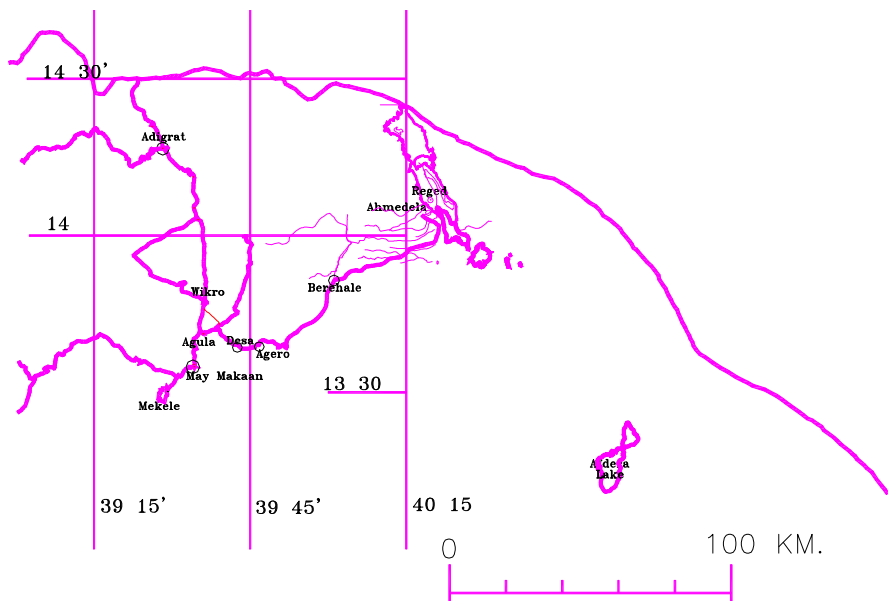 14 30'
Adigrat
Reged
Ahmedela
14
Berehale
Wikro
Agula
Desa
Agero
May Makaan
13 30
Mekele
Lake
39 15'
39 45'
40 15
0
100 KM.